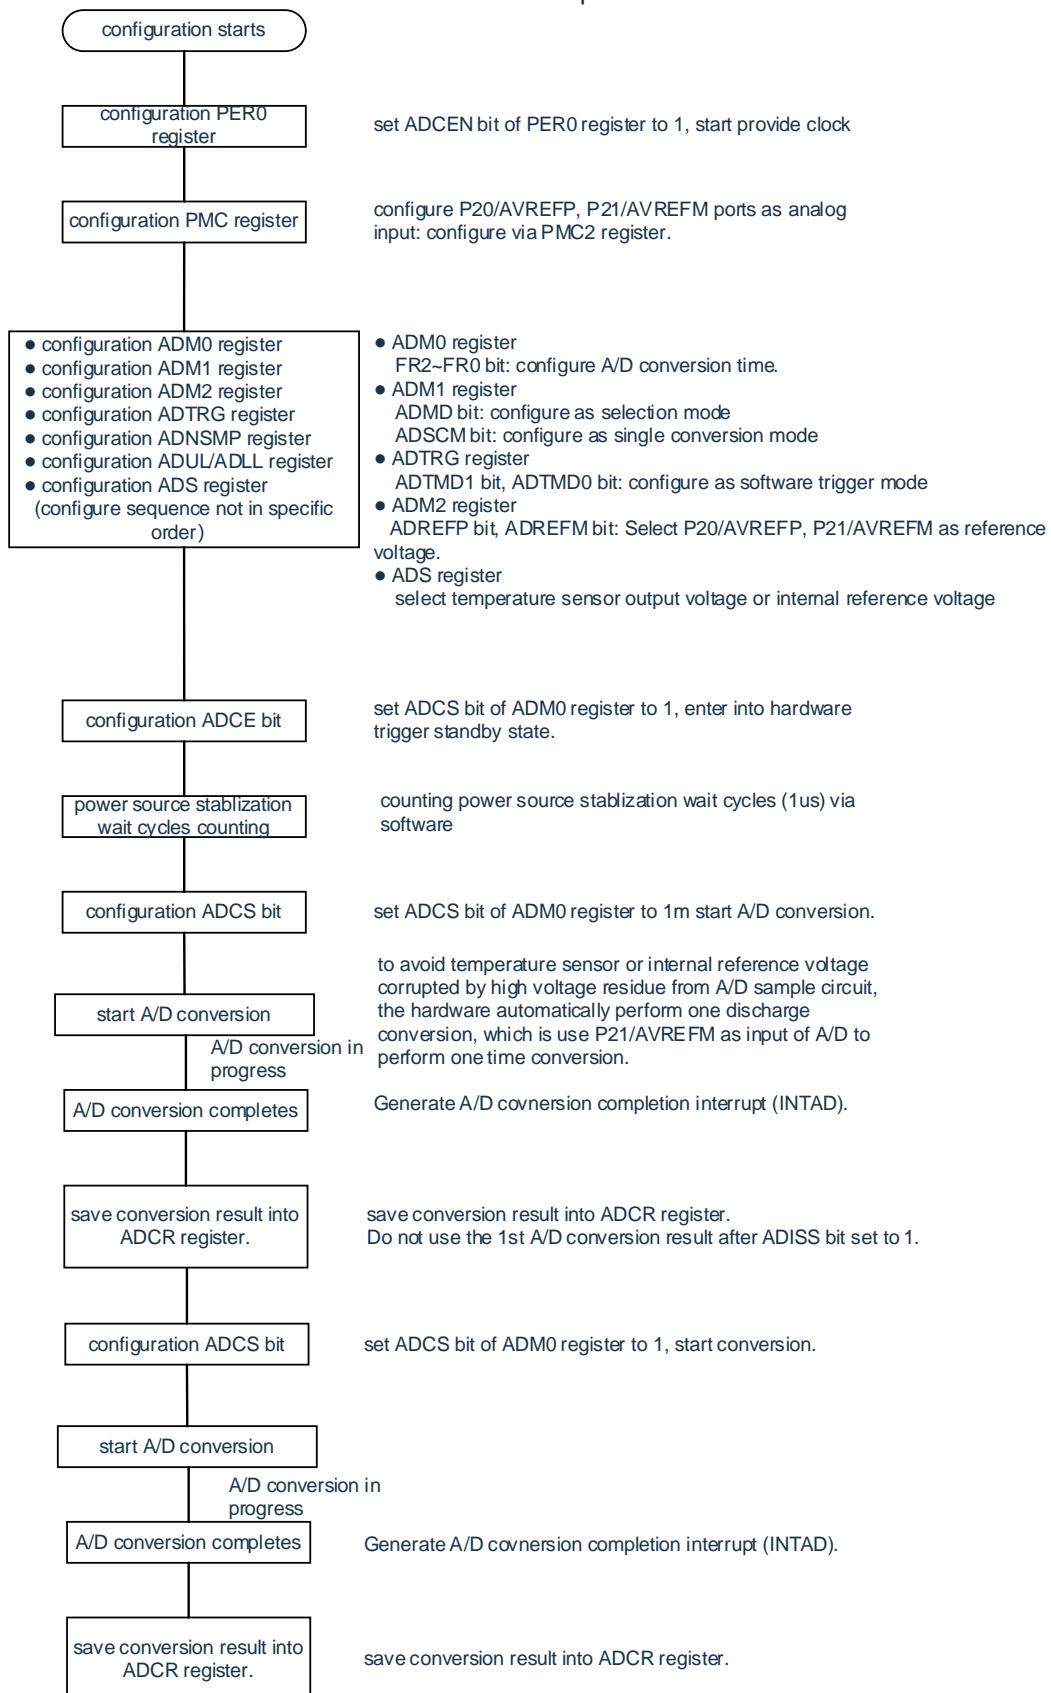 configuration starts
configuration PER0
register
set ADCEN bit of PER0 register to 1, start provide clock
configuration PMC register
configure P20/AVREFP, P21/AVREFM ports as analog
input: configure via PMC2 register.
● configuration ADM0 register
● configuration ADM1 register
● configuration ADM2 register
● configuration ADTRG register
● configuration ADNSMP register
● configuration ADUL/ADLL register
● configuration ADS register
(configure sequence not in specific
order)
● ADM0 register
FR2~FR0 bit: configure A/D conversion time.
● ADM1 register
ADMD bit: configure as selection mode
ADSCM bit: configure as single conversion mode
● ADTRG register
ADTMD1 bit, ADTMD0 bit: configure as software trigger mode
● ADM2 register
ADREFP bit, ADREFM bit: Select P20/AVREFP, P21/AVREFM as reference
voltage.
● ADS register
select temperature sensor output voltage or internal reference voltage
configuration ADCE bit
set ADCS bit of ADM0 register to 1, enter into hardware
trigger standby state.
power source stablization
wait cycles counting
counting power source stablization wait cycles (1us) via
software
configuration ADCS bit
set ADCS bit of ADM0 register to 1m start A/D conversion.
start A/D conversion
to avoid temperature sensor or internal reference voltage
corrupted by high voltage residue from A/D sample circuit,
the hardware automatically perform one discharge
conversion, which is use P21/AVREFM as input of A/D to
perform one time conversion.
A/D conversion in
progress
A/D conversion completes
Generate A/D covnersion completion interrupt (INTAD).
save conversion result into
ADCR register.
save conversion result into ADCR register.
Do not use the 1st A/D conversion result after ADISS bit set to 1.
configuration ADCS bit
set ADCS bit of ADM0 register to 1, start conversion.
start A/D conversion
A/D conversion in
progress
A/D conversion completes
Generate A/D covnersion completion interrupt (INTAD).
save conversion result into
ADCR register.
save conversion result into ADCR register.